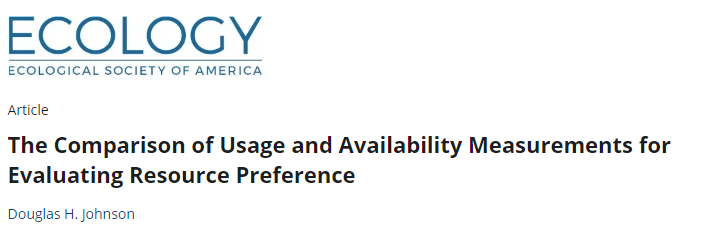 ECOLOGY
ECOLOGICAL SOCIETY OF AMERICA
Article
The Comparison of Usage and Availability Measurements for
Evaluating Resource Preference
Douglas H. Johnson